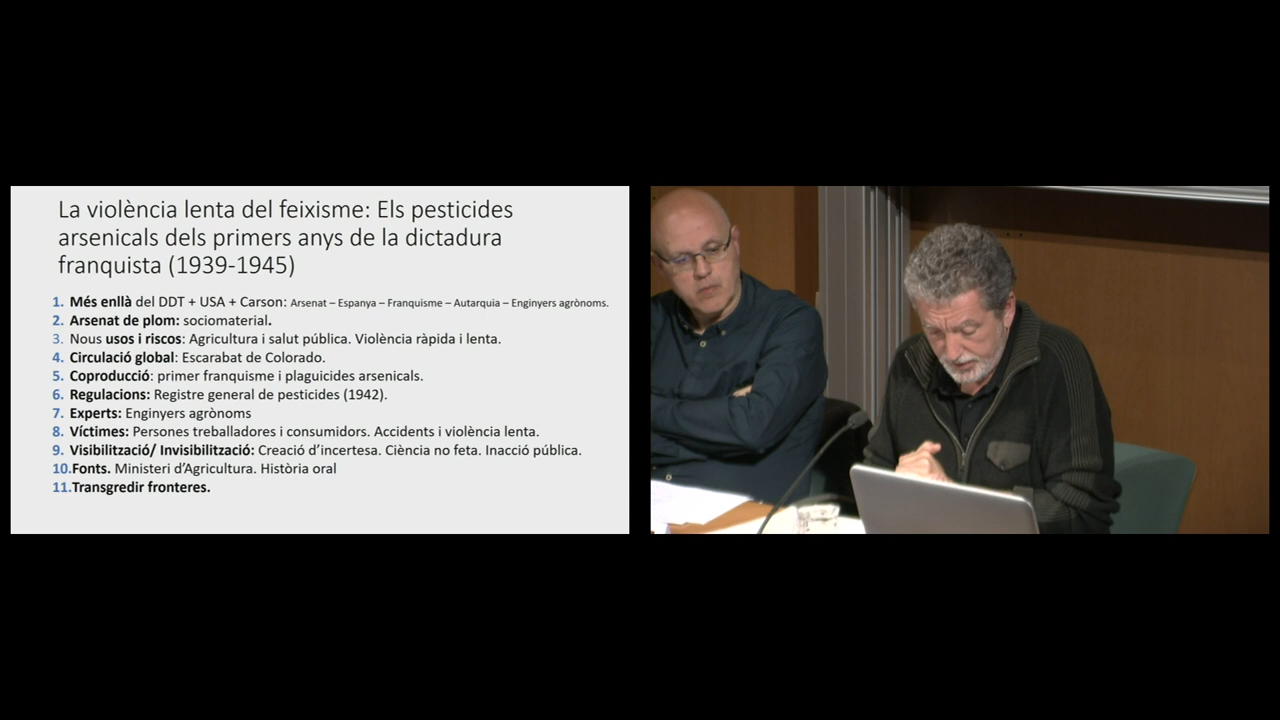 La violència lenta del feixisme: Els pesticides
arsenicals dels primers anys de la dictadura
franquista (1939-1945)
1. Més enllà del DDT + USA + Carson: Arsenat – Espanya – Franquisme – Autarquia – Enginyers agrònoms.
2. Arsenat de plom: sociomaterial.
3. Nous usos i riscos: Agricultura i salut pública. Violència ràpida i lenta.
4. Circulació global: Escarabat de Colorado.
5. Coproducció: primer franquisme i plaguicides arsenicals.
6. Regulacions: Registre general de pesticides (1942).
7. Experts: Enginyers agrònoms
8. Víctimes: Persones treballadores i consumidors. Accidents i violència lenta.
9. Visibilització/ Invisibilització: Creació d’incertesa. Ciència no feta. Inacció pública.
10.Fonts. Ministeri d’Agricultura. Història oral
11.Transgredir fronteres.